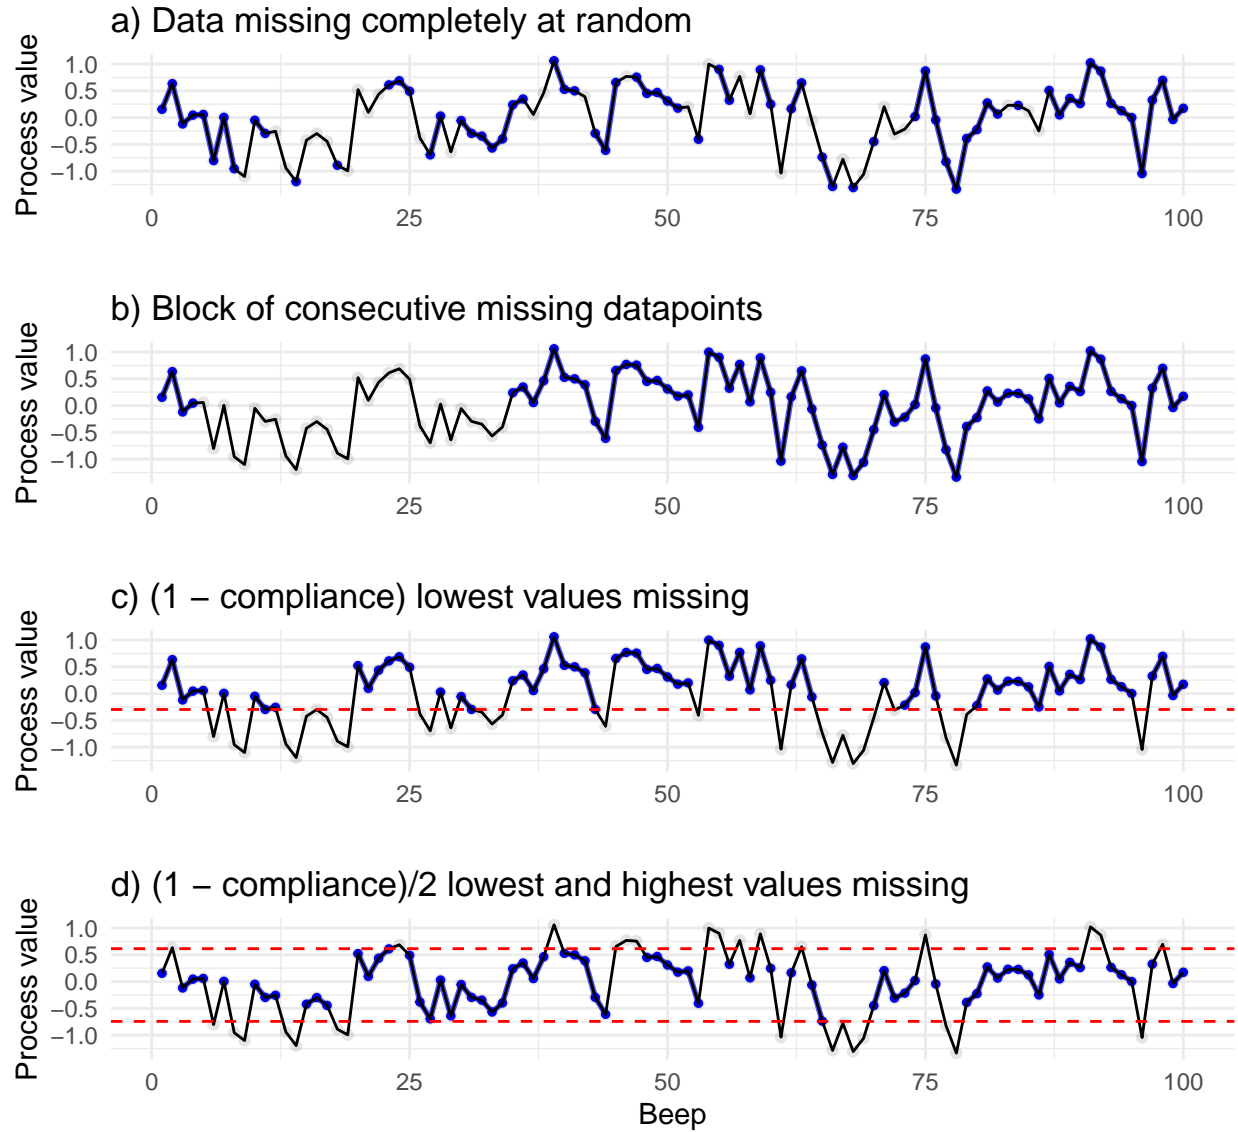 a) Data missing completely at random
Process value
1.0
0.5
0.0
−0.5
−1.0
0 25 50 75 100
b) Block of consecutive missing datapoints
Process value
1.0
0.5
0.0
−0.5
−1.0
0 25 50 75 100
c) (1 − compliance) lowest values missing
Process value
1.0
0.5
0.0
−0.5
−1.0
0 25 50 75 100
d) (1 − compliance)/2 lowest and highest values missing
Process value
1.0
0.5
0.0
−0.5
−1.0
0 25 50 75 100
Beep